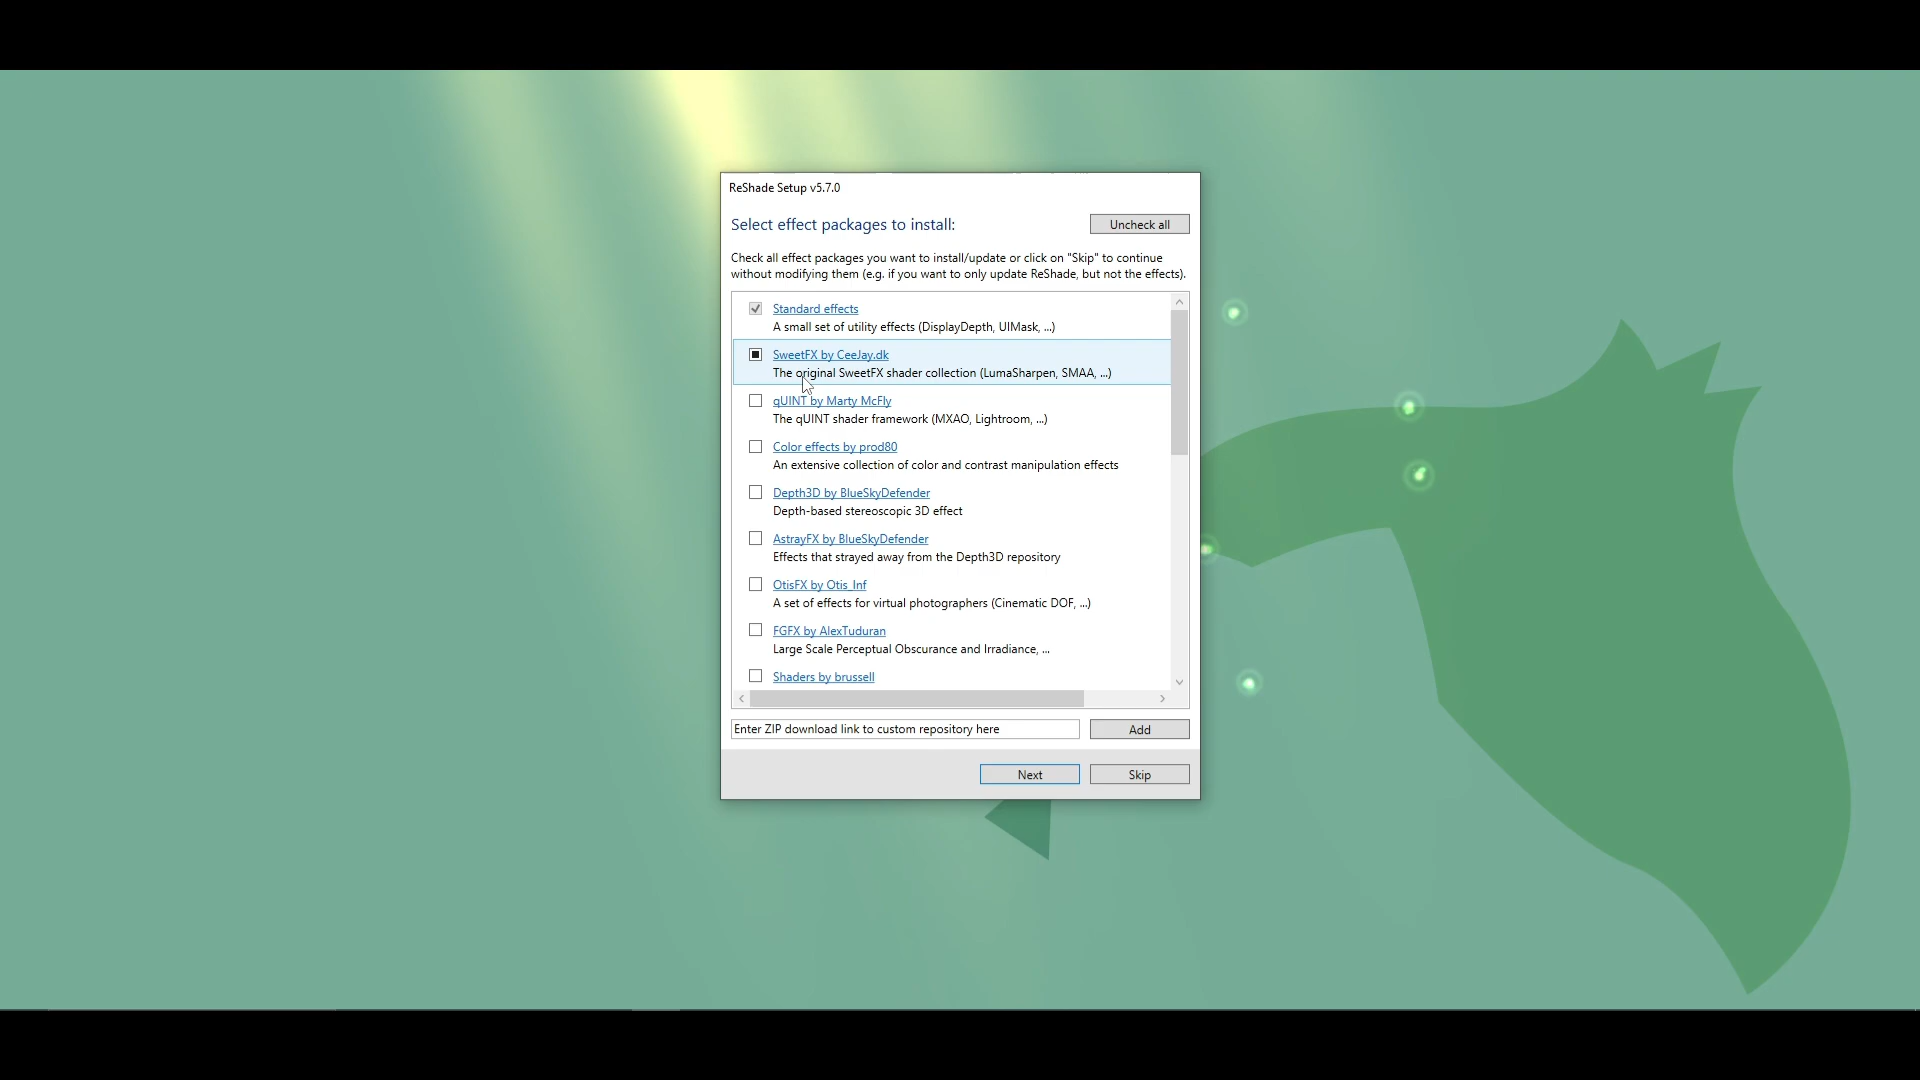 ReShade Setup v5.7.0
Select effect packages to install:
Uncheck all
Check all effect packages you want to install/update or click on "Skip" to continue
without modifying them (e.g. if you want to only update ReShade, but not the effects).
Standard effects
A small set of utility effects (DisplayDepth, UIMask, ...)
SweetFX by CeeJay.dk
The original SweetFX shader collection (LumaSharpen, SMAA, ...)
qUINT by Marty McFly
The qUINT shader framework (MXAO, Lightroom, ...)
Color effects by prod80
An extensive collection of color and contrast manipulation effects
Depth3D by BlueSkyDefender
Depth-based stereoscopic 3D effect
AstrayFX by BlueSkyDefender
Effects that strayed away from the Depth3D repository
OtisFX by Otis_Inf
A set of effects for virtual photographers (Cinematic DOF, ...)
FGFX by AlexTuduran
Large Scale Perceptual Obscurance and Irradiance, ...
Shaders by brussell
Enter ZIP download link to custom repository here
Add
Next
Skip